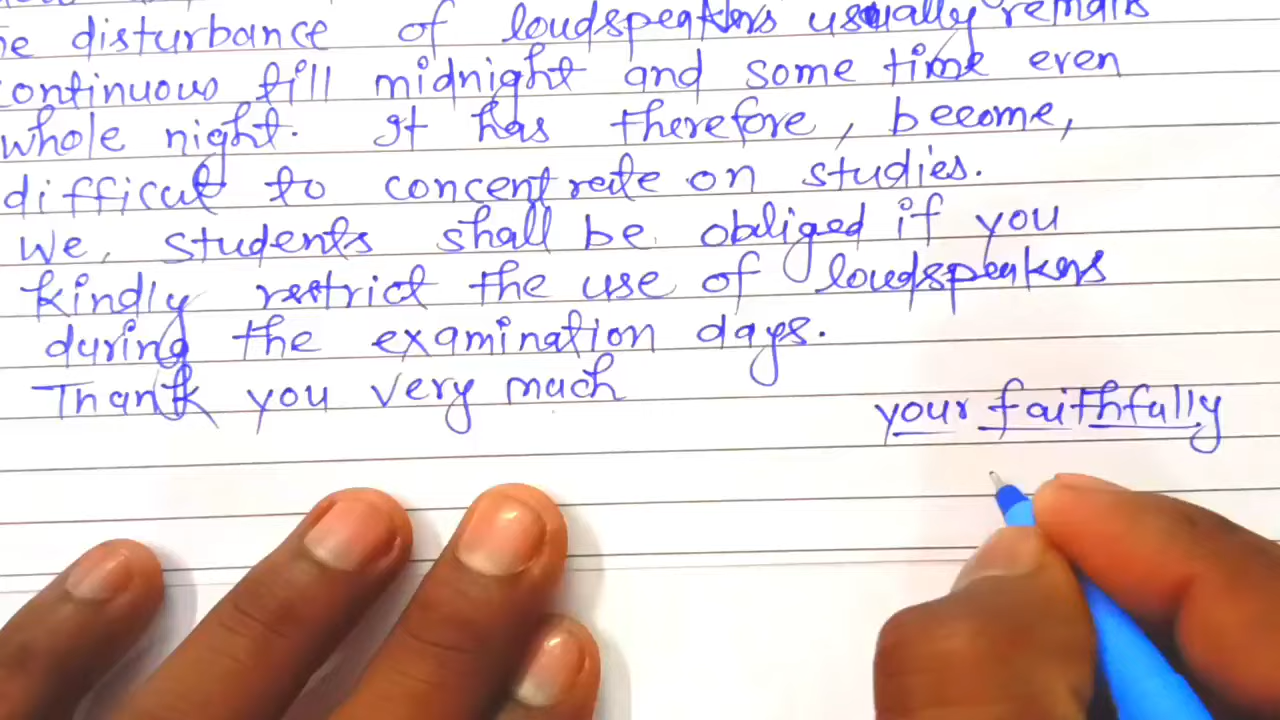 e disturbance of loudspeakers usually remais
continuous till midnight and some time even
whole night. It has therefore, become,
difficult to concentrate on studies.
We, students shall be obliged if you
kindly restrict the use of loudspeakers
during the examination days.
Thank you very much
your faithfully